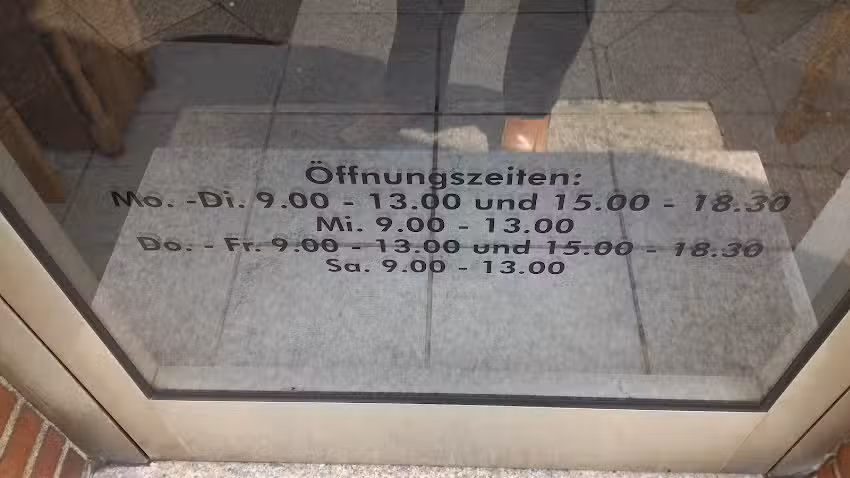 Öffnungszeiten:
Mo. -Di. 9.00 - 13.00 und 15.00 - 18.30
Mi. 9.00 - 13.00
Do. - Fr. 9.00 - 13.00 und 15.00 - 18.30
Sa. 9.00 - 13.00